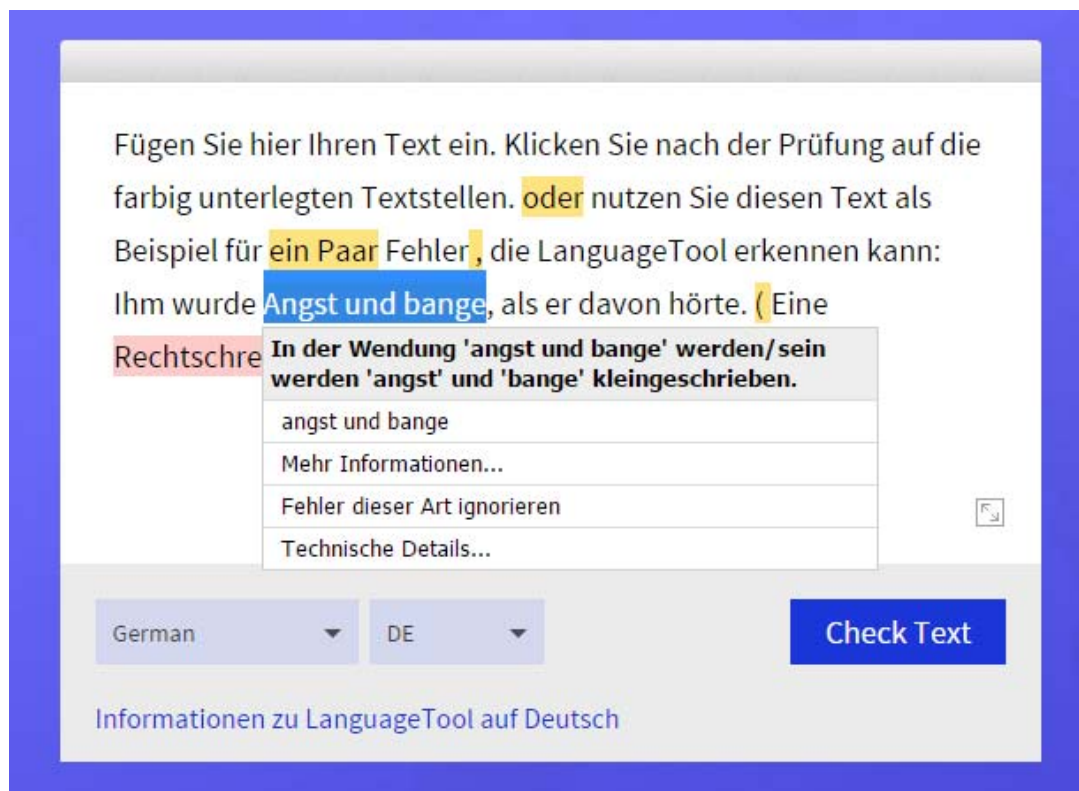 Fügen Sie hier Ihren Text ein. Klicken Sie nach der Prüfung auf die
farbig unterlegten Textstellen. oder nutzen Sie diesen Text als
Beispiel für ein Paar Fehler , die LanguageTool erkennen kann:
Ihm wurde Angst und bange, als er davon hörte. ( Eine
Rechtschre
In der Wendung 'angst und bange' werden/sein
werden 'angst' und 'bange' kleingeschrieben.
angst und bange
Mehr Informationen...
Fehler dieser Art ignorieren
Technische Details...
German DE Check Text
Informationen zu LanguageTool auf Deutsch